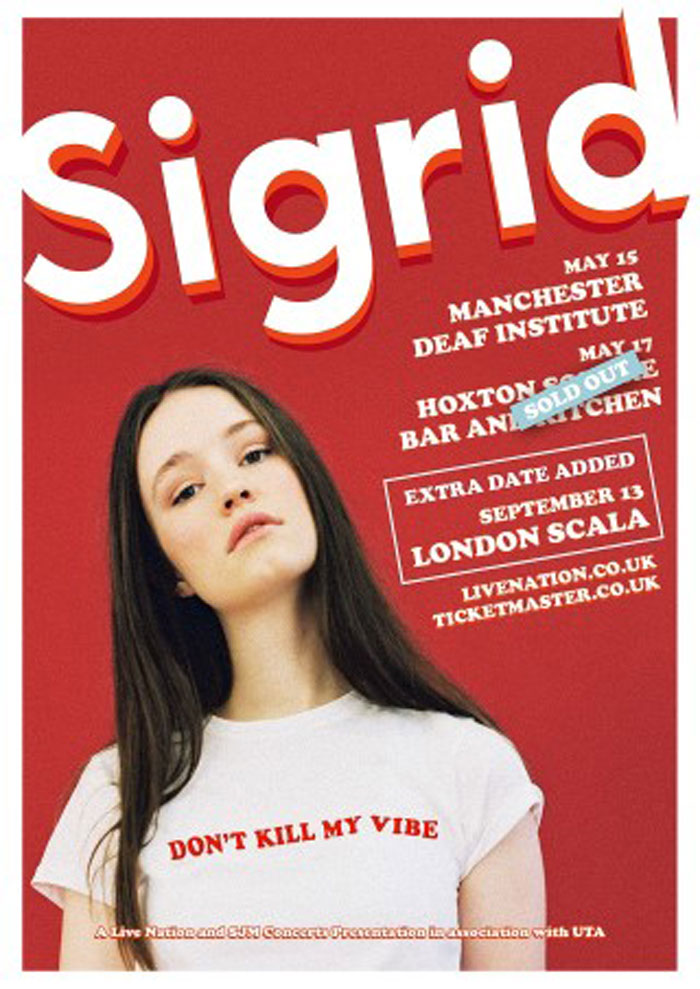 Sigrid
MAY 15
MANCHESTER
DEAF INSTITUTE
MAY 17
HOXTON
SOLD OUT
BAR AND KITCHEN
EXTRA DATE ADDED
SEPTEMBER 13
LONDON SCALA
LIVENATION.CO.UK
TICKETMASTER.CO.UK
DON'T KILL MY VIBE
A Live Nation and SJM Concerts Presentation in association with UTA